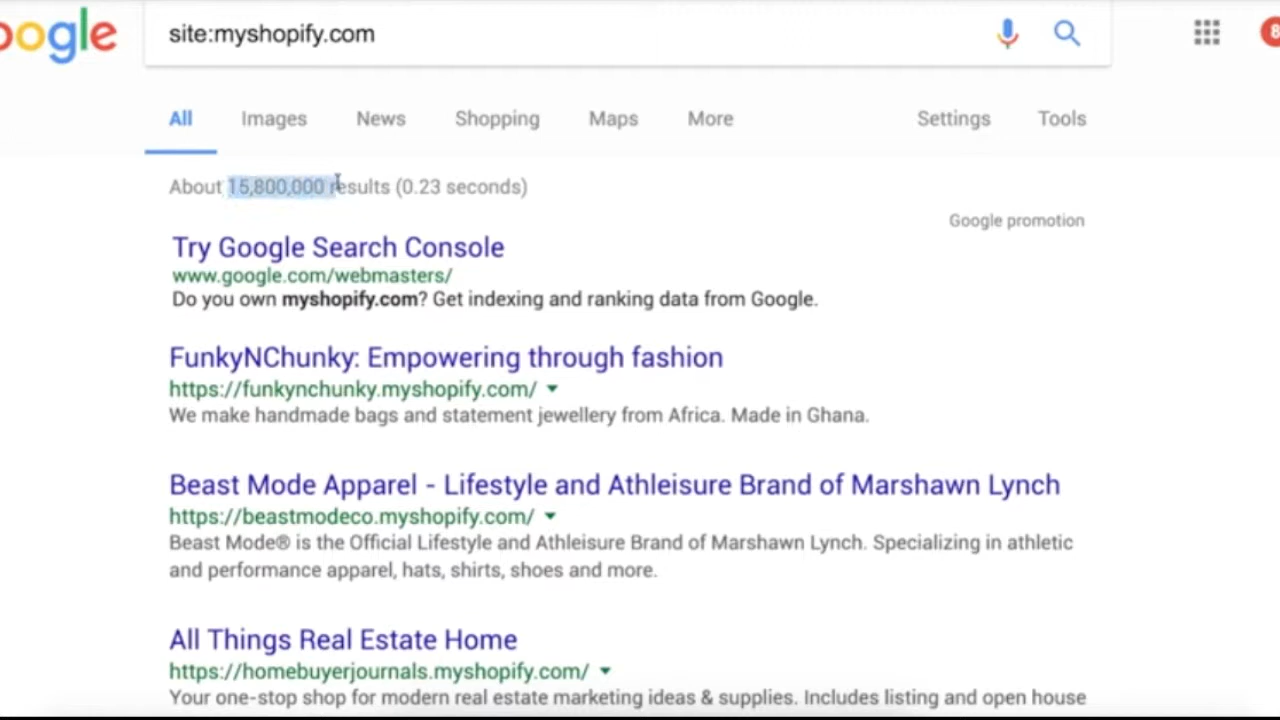 oogle
site:myshopify.com
8
All Images News Shopping Maps More Settings Tools
About 15,800,000 results (0.23 seconds)
Google promotion
Try Google Search Console
www.google.com/webmasters/
Do you own myshopify.com? Get indexing and ranking data from Google.
FunkyNChunky: Empowering through fashion
https://funkynchunky.myshopify.com/
We make handmade bags and statement jewellery from Africa. Made in Ghana.
Beast Mode Apparel - Lifestyle and Athleisure Brand of Marshawn Lynch
https://beastmodeco.myshopify.com/
Beast Mode® is the Official Lifestyle and Athleisure Brand of Marshawn Lynch. Specializing in athletic
and performance apparel, hats, shirts, shoes and more.
All Things Real Estate Home
https://homebuyerjournals.myshopify.com/
Your one-stop shop for modern real estate marketing ideas & supplies. Includes listing and open house